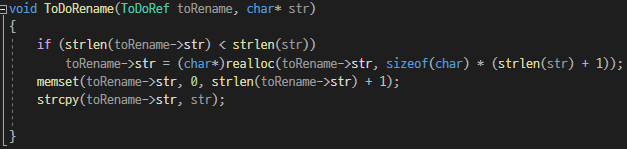 void ToDoRename(ToDoRef toRename, char* str)
{
if (strlen(toRename->str) < strlen(str))
toRename->str = (char*)realloc(toRename->str, sizeof(char) * (strlen(str) + 1));
memset(toRename->str, 0, strlen(toRename->str) + 1);
strcpy(toRename->str, str);
}